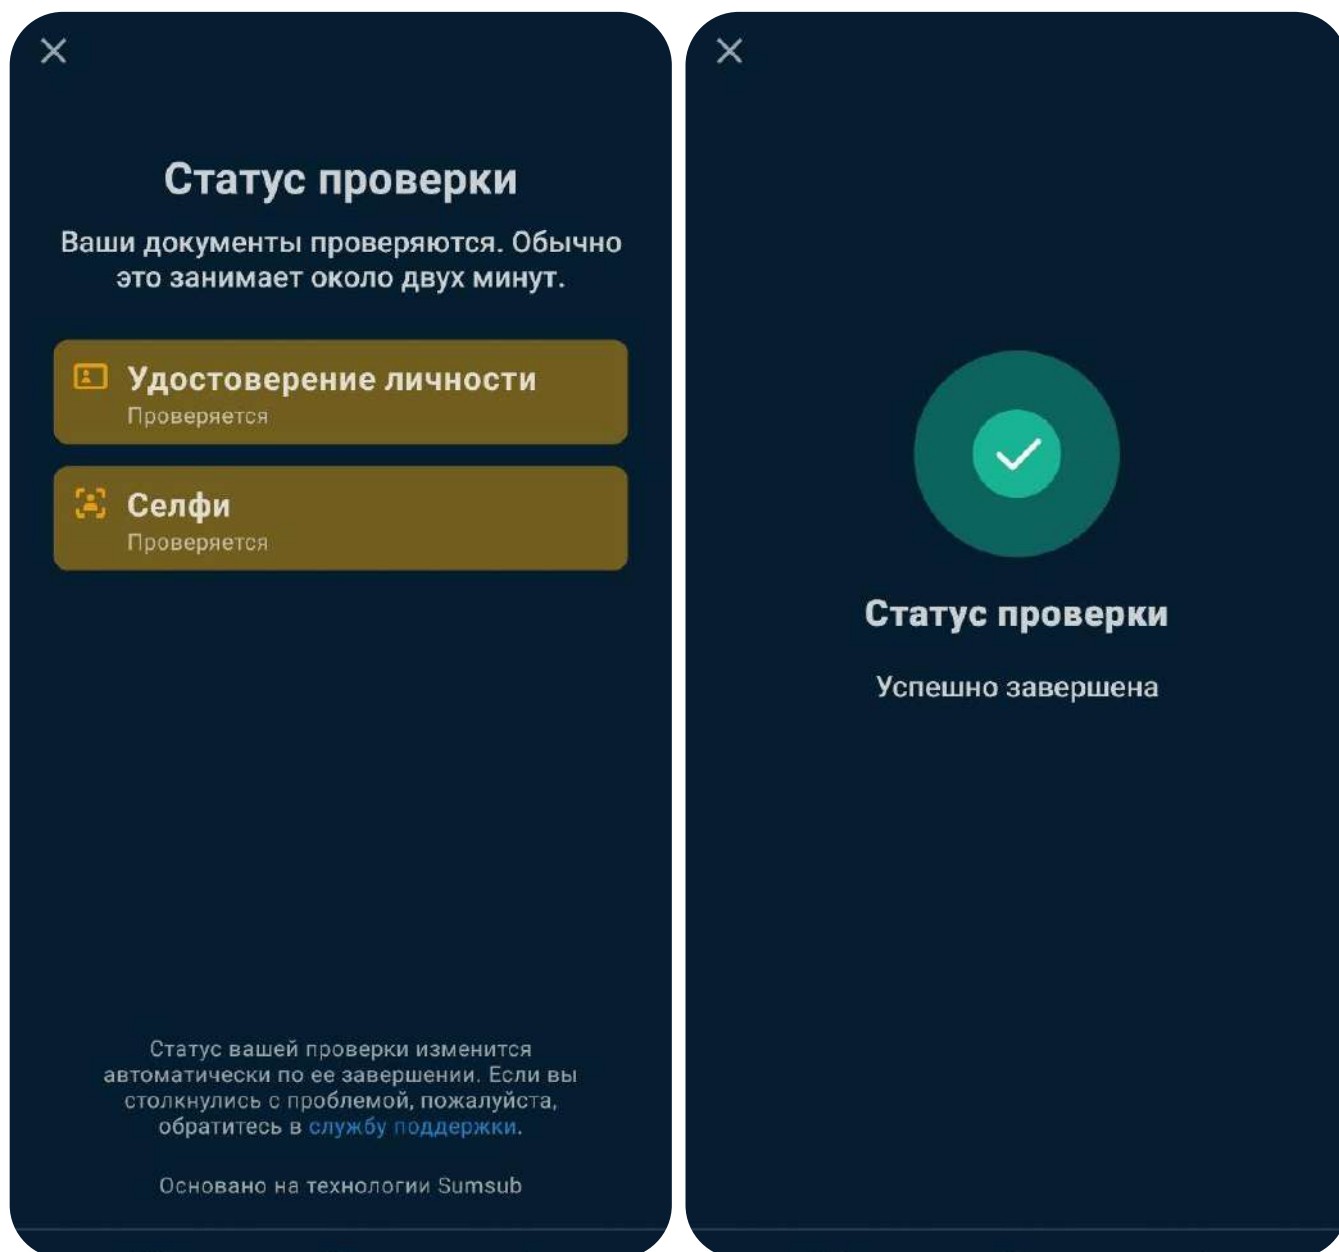 Статус проверки
Ваши документы проверяются. Обычно
это занимает около двух минут.
Удостоверение личности
Проверяется
Селфи
Проверяется
Статус вашей проверки изменится
автоматически по ее завершении. Если вы
столкнулись с проблемой, пожалуйста,
обратитесь в службу поддержки.
Основано на технологии Sumsub
Статус проверки
Успешно завершена